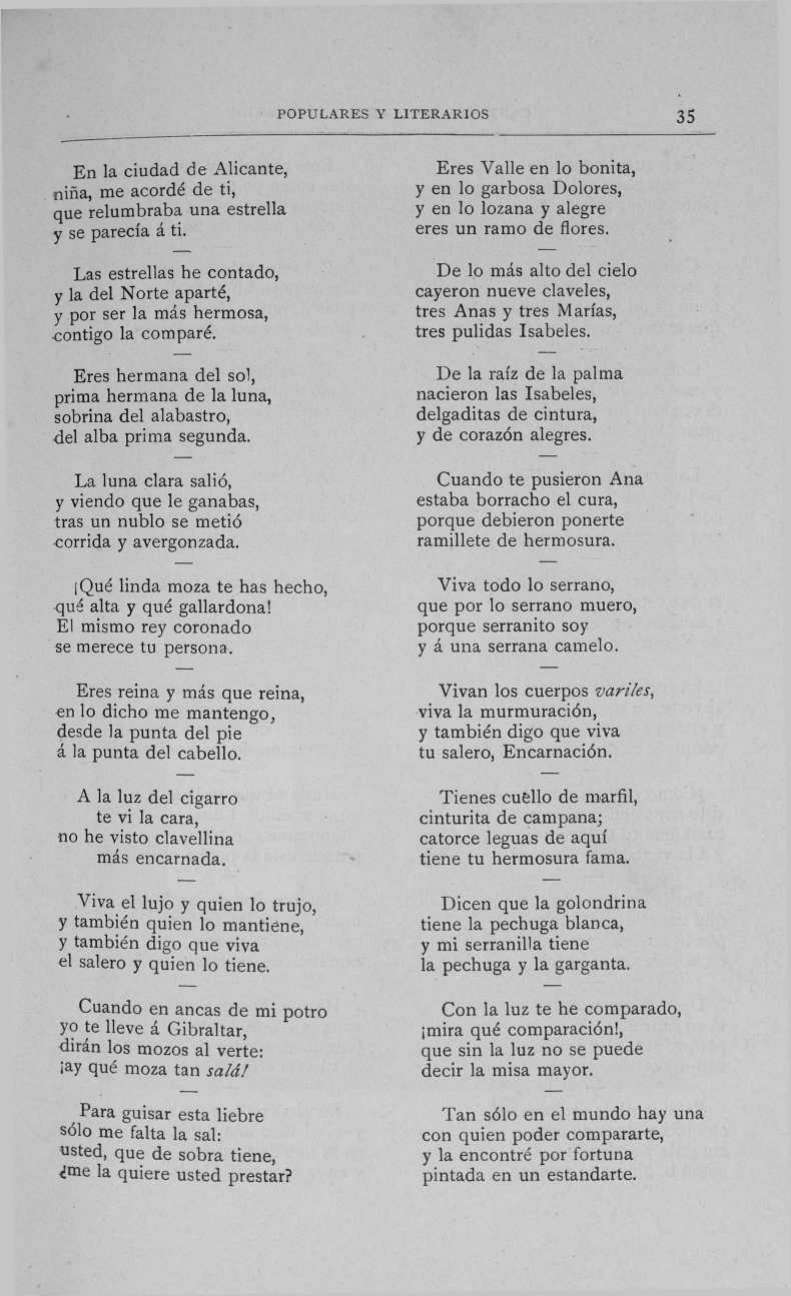 POPULARES Y LITERARIOS 35
En la ciudad de Alicante,
niña, me acordé de ti,
que relumbraba una estrella
y se parecía á ti.
—
Las estrellas he contado,
y la del Norte aparté,
y por ser la más hermosa,
contigo la comparé.
—
Eres hermana del sol,
prima hermana de la luna,
sobrina del alabastro,
del alba prima segunda.
—
La luna clara salió,
y viendo que le ganabas,
tras un nublo se metió
corrida y avergonzada.
—
¡Qué linda moza te has hecho,
qué alta y qué gallardona!
El mismo rey coronado
se merece tu persona.
—
Eres reina y más que reina,
en lo dicho me mantengo,
desde la punta del pie
á la punta del cabello.
—
A la luz del cigarro
te vi la cara,
no he visto clavellina
más encarnada.
—
Viva el lujo y quien lo trujo,
y también quien lo mantiene,
y también digo que viva
el salero y quien lo tiene.
—
Cuando en ancas de mi potro
yo te lleve á Gibraltar,
dirán los mozos al verte:
¡ay qué moza tan salá!
—
Para guisar esta liebre
sólo me falta la sal:
usted, que de sobra tiene,
¿me la quiere usted prestar?
Eres Valle en lo bonita,
y en lo garbosa Dolores,
y en lo lozana y alegre
eres un ramo de flores.
—
De lo más alto del cielo
cayeron nueve claveles,
tres Anas y tres Marías,
tres pulidas Isabeles.
—
De la raíz de la palma
nacieron las Isabeles,
delgaditas de cintura,
y de corazón alegres.
—
Cuando te pusieron Ana
estaba borracho el cura,
porque debieron ponerte
ramillete de hermosura.
—
Viva todo lo serrano,
que por lo serrano muero,
porque serranito soy
y á una serrana camelo.
—
Vivan los cuerpos variles,
viva la murmuración,
y también digo que viva
tu salero, Encarnación.
—
Tienes cuello de marfil,
cinturita de campana;
catorce leguas de aquí
tiene tu hermosura fama.
—
Dicen que la golondrina
tiene la pechuga blanca,
y mi serranilla tiene
la pechuga y la garganta.
—
Con la luz te he comparado,
¡mira qué comparación!,
que sin la luz no se puede
decir la misa mayor.
—
Tan sólo en el mundo hay una
con quien poder compararte,
y la encontré por fortuna
pintada en un estandarte.